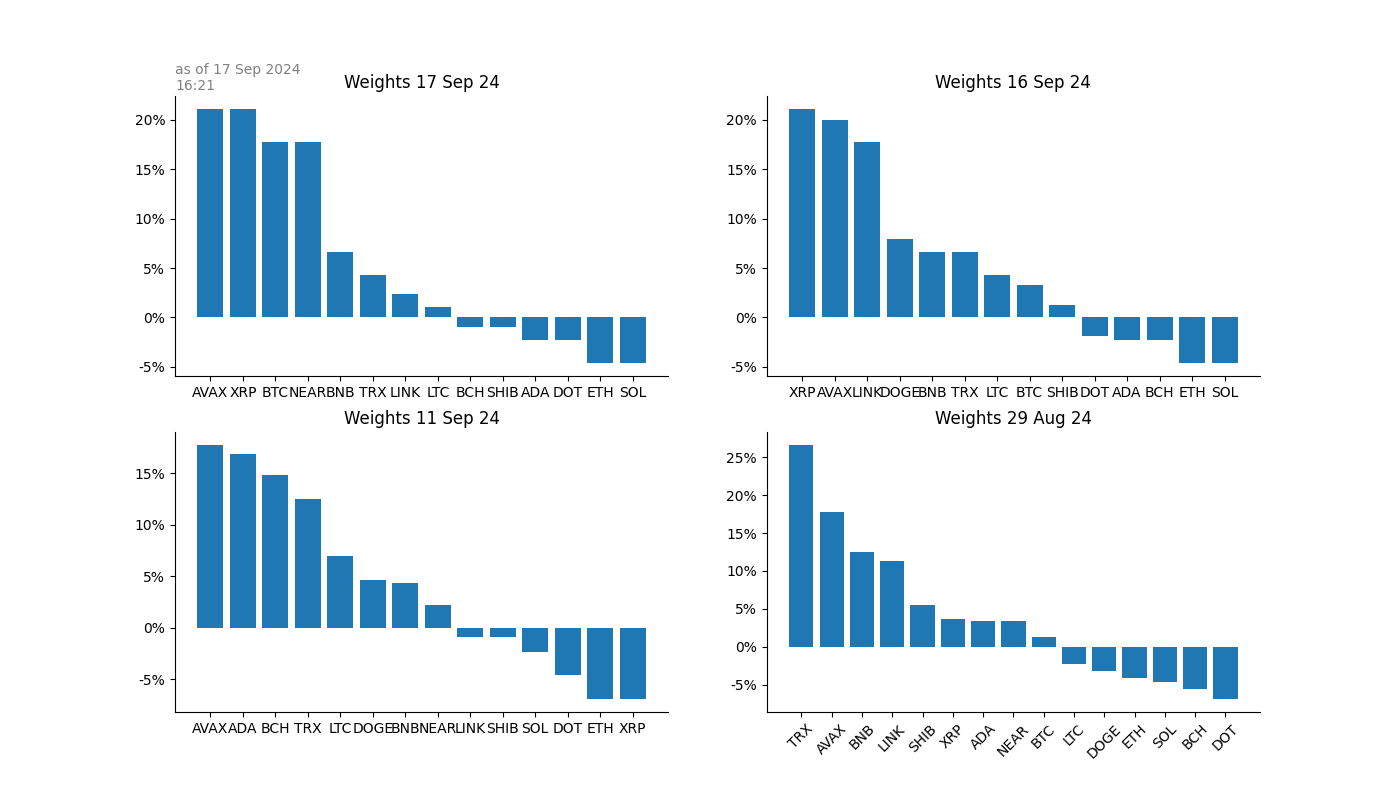 as of 17 Sep 2024
16:21
Weights 17 Sep 24
20%
15%
10%
5%
0%
-5%
AVAX XRP BTC NEAR BNB TRX LINK LTC BCH SHIB ADA DOT ETH SOL
Weights 16 Sep 24
20%
15%
10%
5%
0%
-5%
XRP AVAX LINK DOGE BNB TRX LTC BTC SHIB DOT ADA BCH ETH SOL
Weights 11 Sep 24
15%
10%
5%
0%
-5%
AVAX ADA BCH TRX LTC DOGE BNB NEAR LINK SHIB SOL DOT ETH XRP
Weights 29 Aug 24
25%
20%
15%
10%
5%
0%
-5%
TRX AVAX BNB LINK SHIB XRP ADA NEAR BTC LTC DOGE ETH SOL BCH DOT